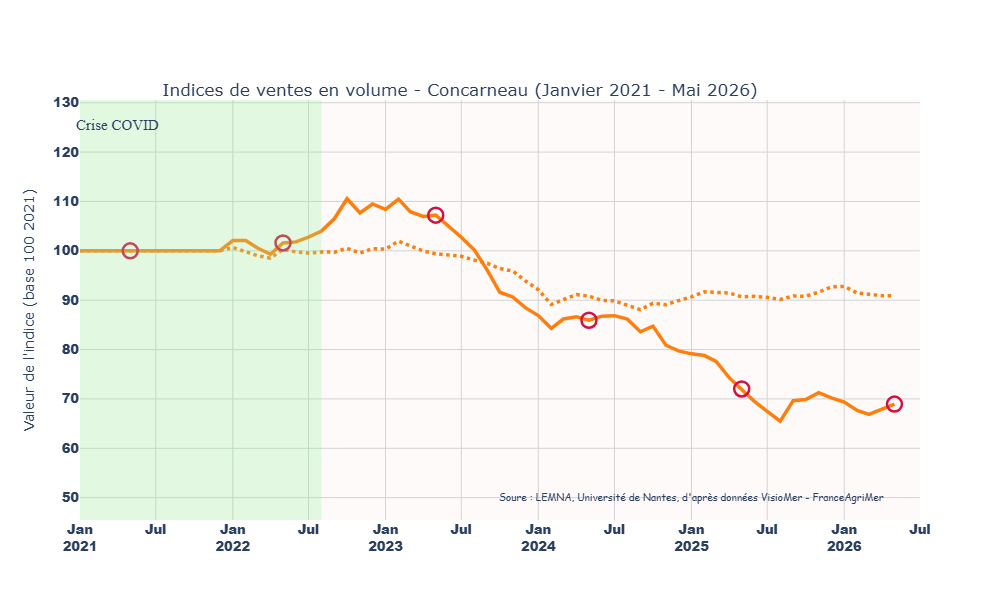 Indices de ventes en volume - Concarneau (Janvier 2021 - Mai 2026)
Valeur de l'indice (base 100 2021)
130
120
110
100
90
80
70
60
50
Crise COVID
Soure : LEMNA, Université de Nantes, d'après données VisioMer - FranceAgriMer
Jan Jul Jan Jul Jan Jul Jan Jul Jan Jul Jan Jul
2021 2022 2023 2024 2025 2026